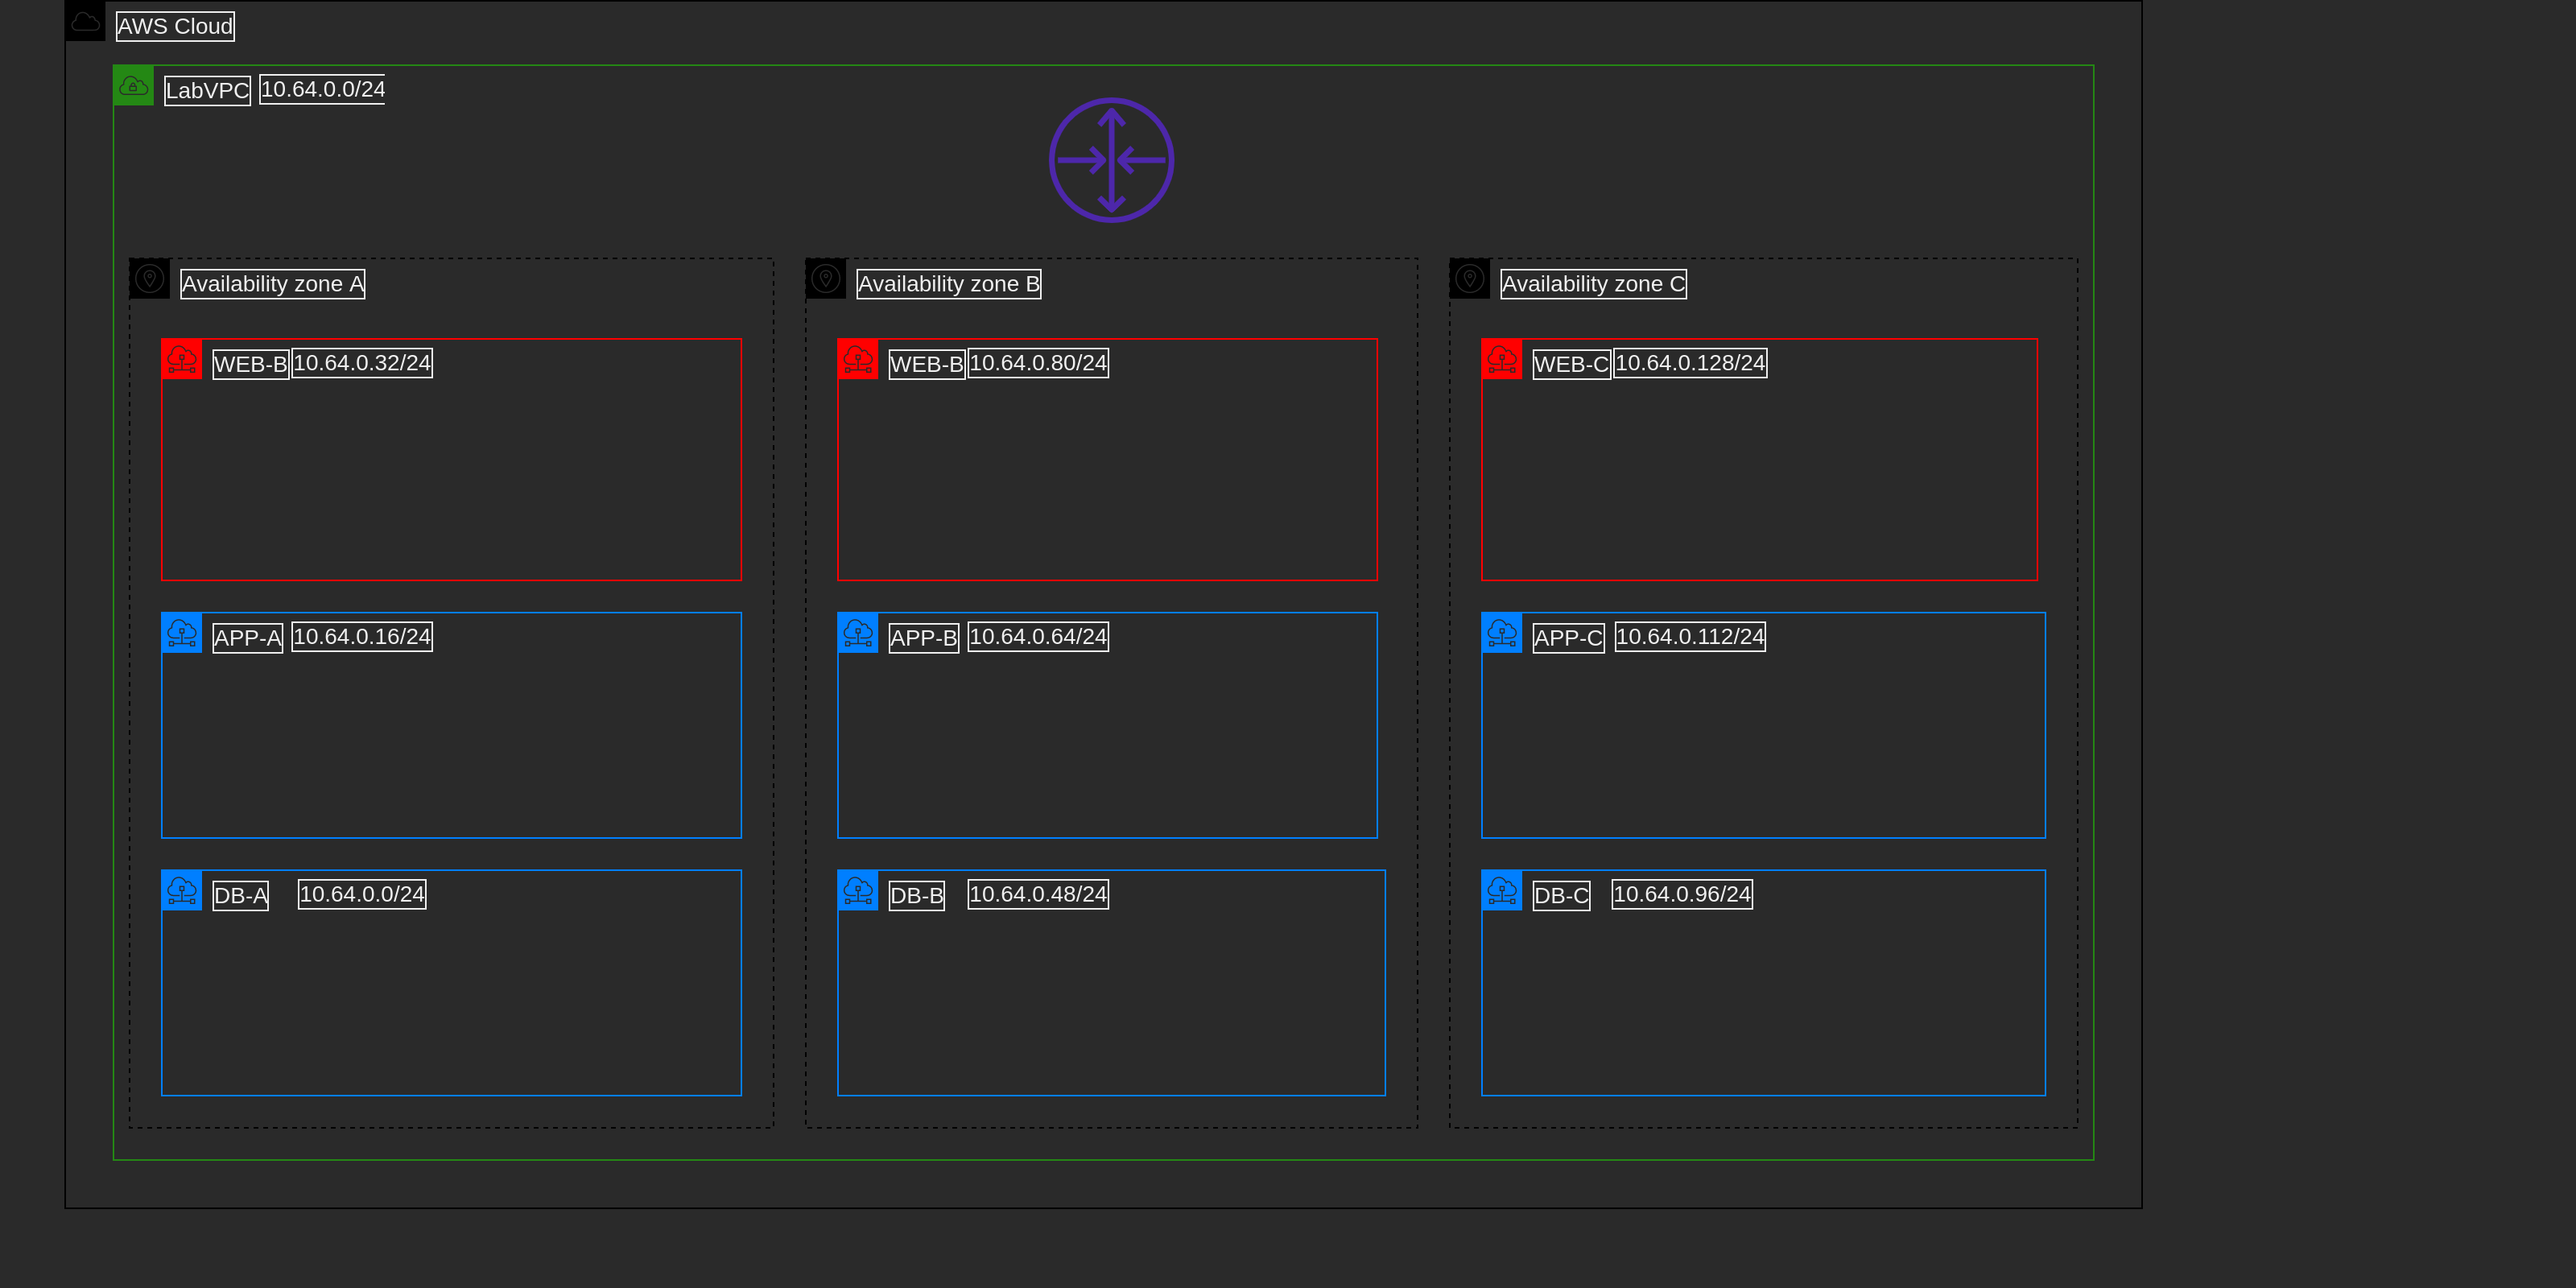 AWS Cloud
LabVPC 10.64.0.0/24
Availability zone A
Availability zone B
Availability zone C
WEB-B 10.64.0.32/24
WEB-B 10.64.0.80/24
WEB-C 10.64.0.128/24
APP-A 10.64.0.16/24
APP-B 10.64.0.64/24
APP-C 10.64.0.112/24
DB-A 10.64.0.0/24
DB-B 10.64.0.48/24
DB-C 10.64.0.96/24